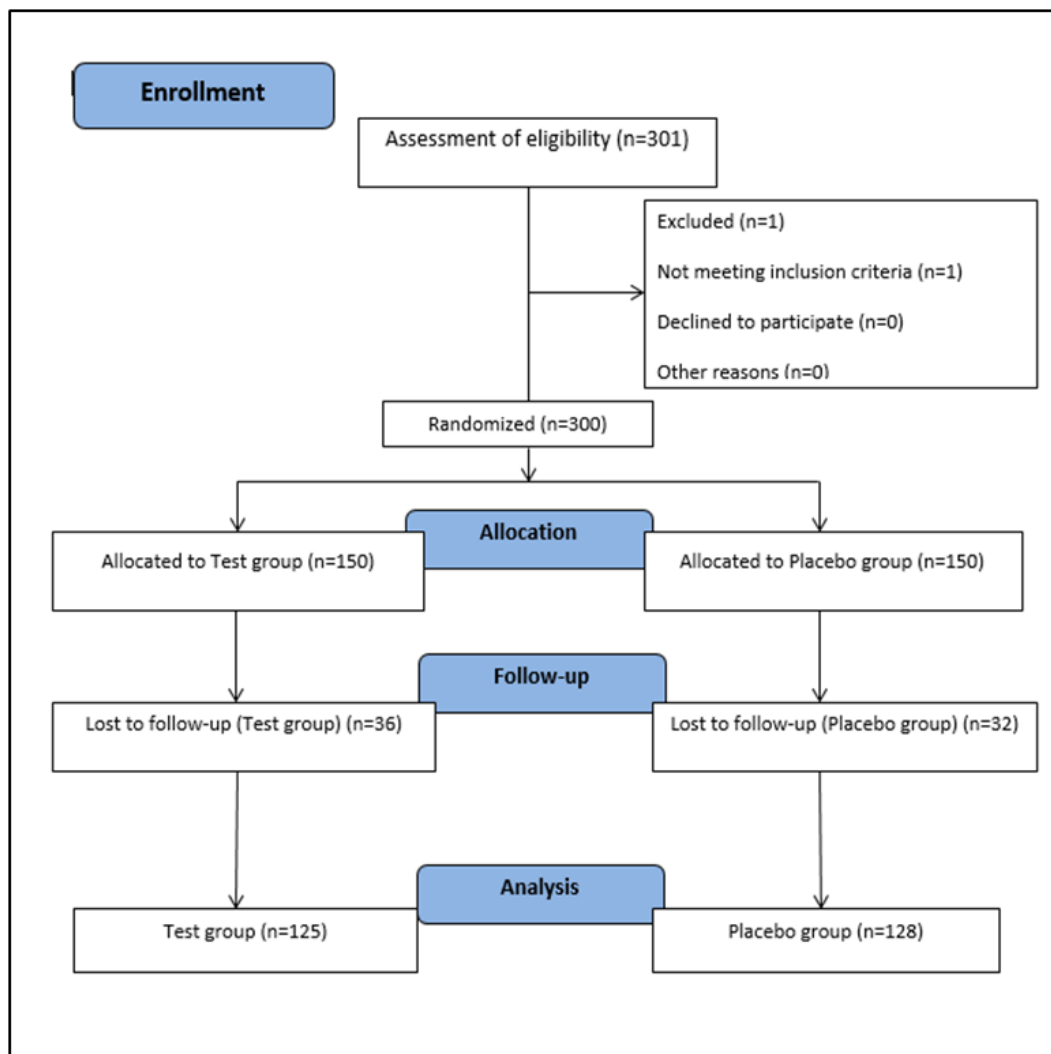 Enrollment
Assessment of eligibility (n=301)
Excluded (n=1)
Not meeting inclusion criteria (n=1)
Declined to participate (n=0)
Other reasons (n=0)
Randomized (n=300)
Allocation
Allocated to Test group (n=150)
Allocated to Placebo group (n=150)
Follow-up
Lost to follow-up (Test group) (n=36)
Lost to follow-up (Placebo group) (n=32)
Analysis
Test group (n=125)
Placebo group (n=128)